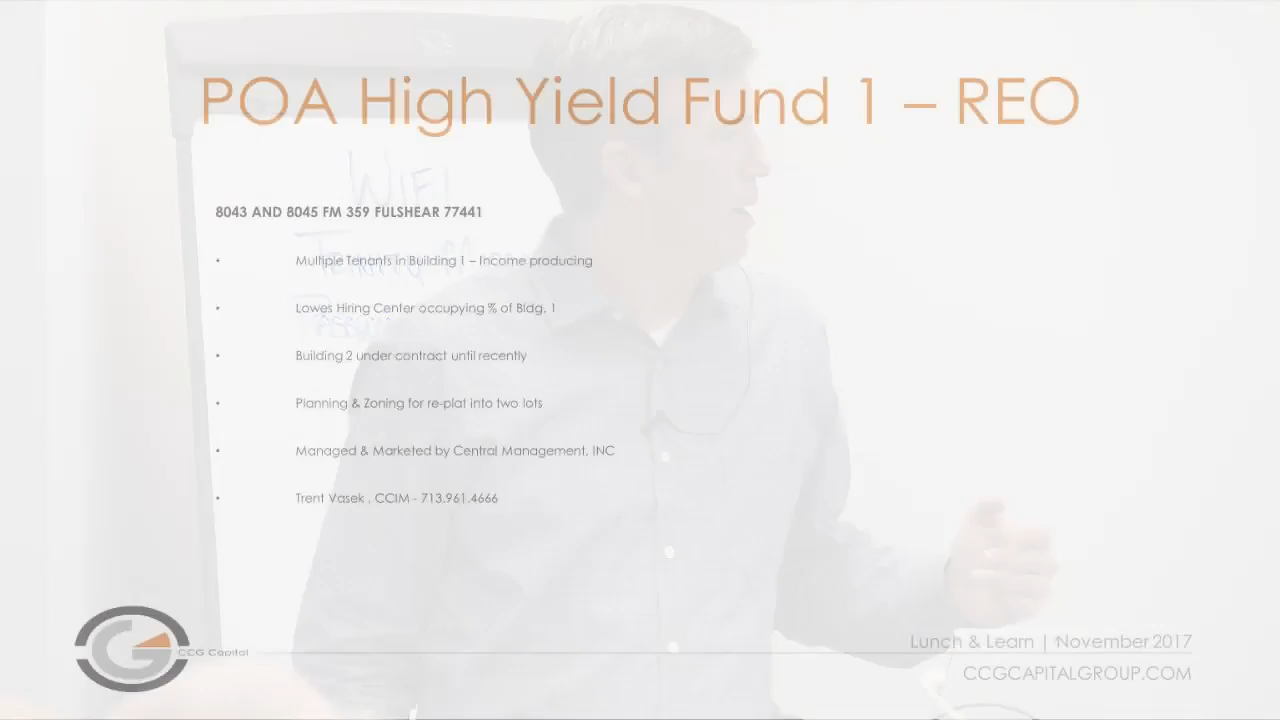 POA High Yield Fund 1 – REO
WIFI
8043 AND 8045 FM 359 FULSHEAR 77441
• Multiple Tenants in Building 1 – Income producing
• Lowes Hiring Center occupying % of Bldg. 1
• Building 2 under contract until recently
• Planning & Zoning for re-plat into two lots
• Managed & Marketed by Central Management, INC
• Trent Vasek , CCIM - 713.961.4666
CCG Capital
Lunch & Learn | November 2017
CCGCAPITALGROUP.COM